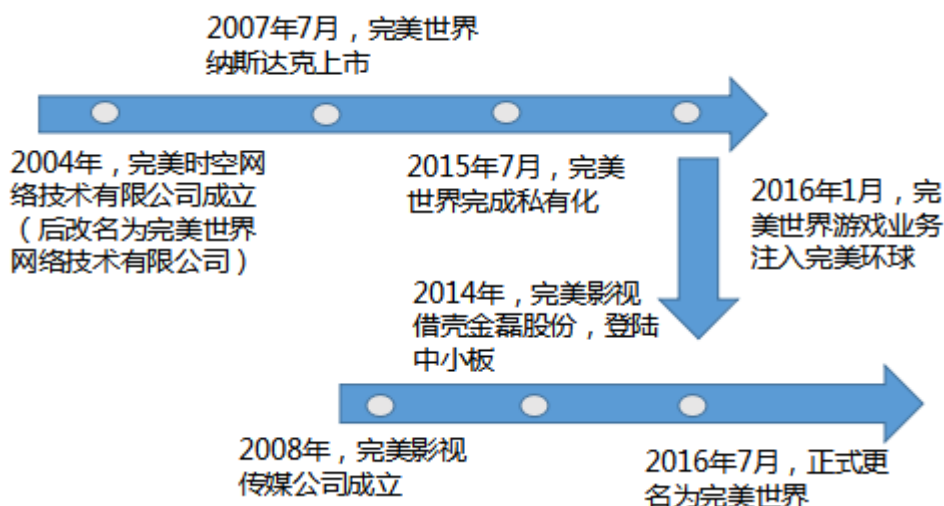 2007年7月，完美世界
纳斯达克上市
2004年，完美时空网
络技术有限公司成立
（后改名为完美世界
网络技术有限公司）
2015年7月，完美
世界完成私有化
2016年1月，完
美世界游戏业务
注入完美环球
2014年，完美影视
借壳金磊股份，登陆
中小板
2008年，完美影视
传媒公司成立
2016年7月，正式更
名为完美世界